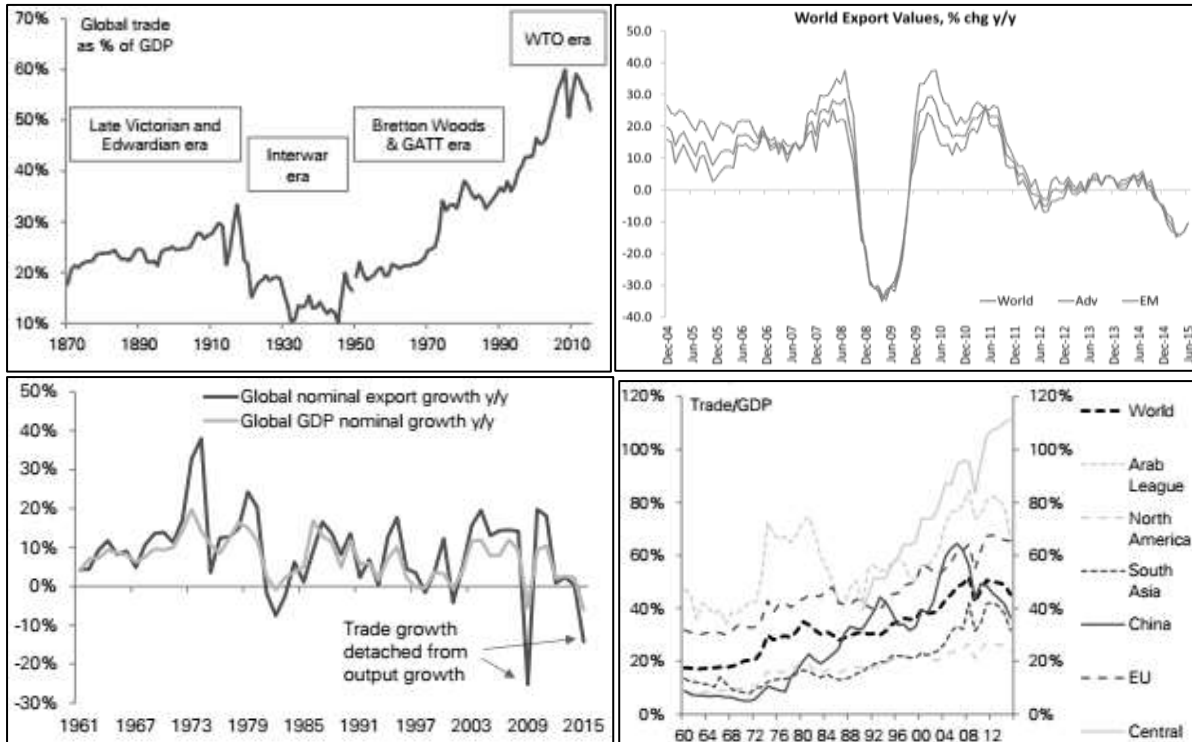 Global trade
as % of GDP
WTO era
Late Victorian and
Edwardian era
Interwar
era
Bretton Woods
& GATT era
70%
60%
50%
40%
30%
20%
10%
1870 1890 1910 1930 1950 1970 1990 2010
World Export Values, % chg y/y
50.0
40.0
30.0
20.0
10.0
0.0
-10.0
-20.0
-30.0
-40.0
World Adv EM
Dec-04
Jun-05
Dec-05
Jun-06
Dec-06
Jun-07
Dec-07
Jun-08
Dec-08
Jun-09
Dec-09
Jun-10
Dec-10
Jun-11
Dec-11
Jun-12
Dec-12
Jun-13
Dec-13
Jun-14
Dec-14
Jun-15
Global nominal export growth y/y
Global GDP nominal growth y/y
50%
40%
30%
20%
10%
0%
-10%
-20%
-30%
Trade growth
detached from
output growth
1961 1967 1973 1979 1985 1991 1997 2003 2009 2015
Trade/GDP
120%
100%
80%
60%
40%
20%
0%
120%
100%
80%
60%
40%
20%
0%
60 64 68 72 76 80 84 88 92 96 00 04 08 12
World
Arab
League
North
America
South
Asia
China
EU
Central